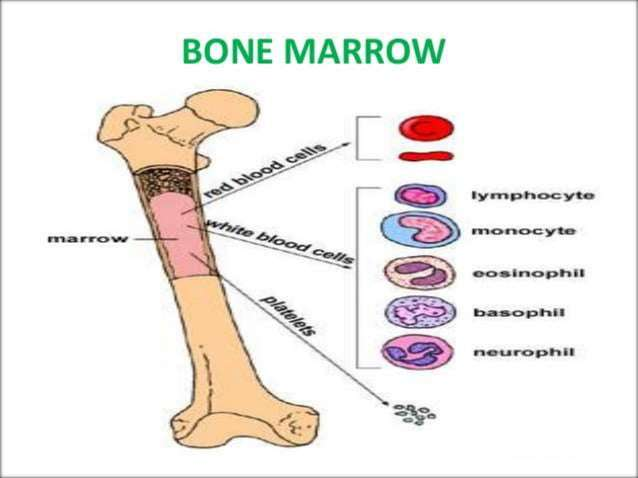 BONE MARROW
red blood cells
lymphocyte
white blood cells
monocyte
marrow
eosinophil
platelets
basophil
neurophil